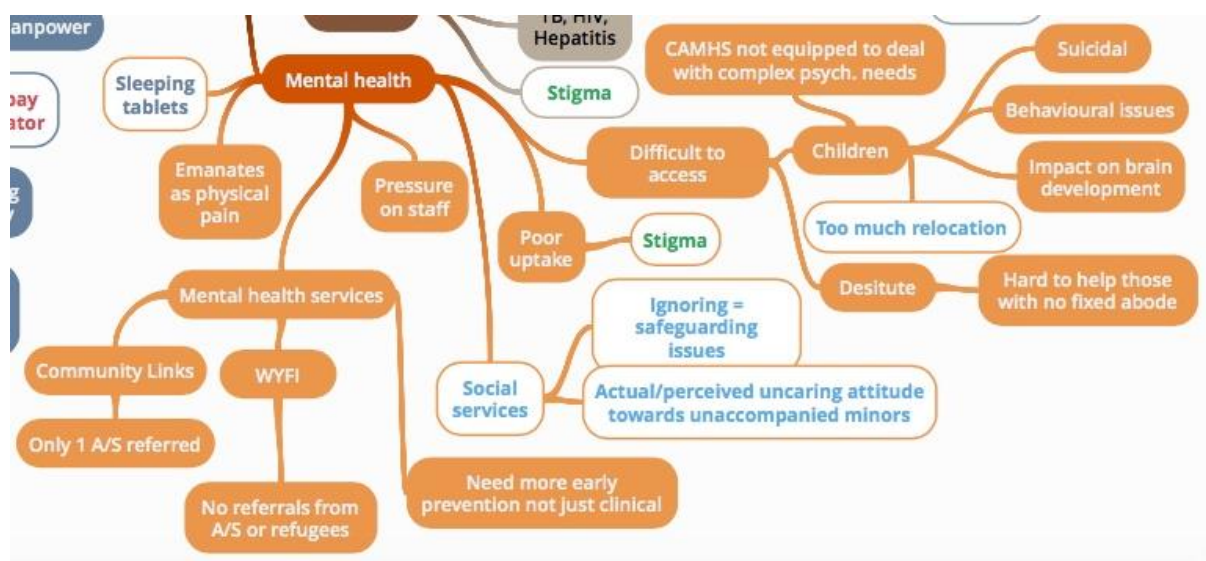 anpower
TB, HIV,
Hepatitis
Stigma
Mental health
Sleeping
tablets
pay
ator
Emanates
as physical
pain
Pressure
on staff
Poor
uptake
Stigma
Difficult to
access
CAMHS not equipped to deal
with complex psych. needs
Children
Suicidal
Behavioural issues
Impact on brain
development
Too much relocation
Desitute
Hard to help those
with no fixed abode
Mental health services
Community Links
Only 1 A/S referred
WYFI
No referrals from
A/S or refugees
Need more early
prevention not just clinical
Social
services
Ignoring =
safeguarding
issues
Actual/perceived uncaring attitude
towards unaccompanied minors